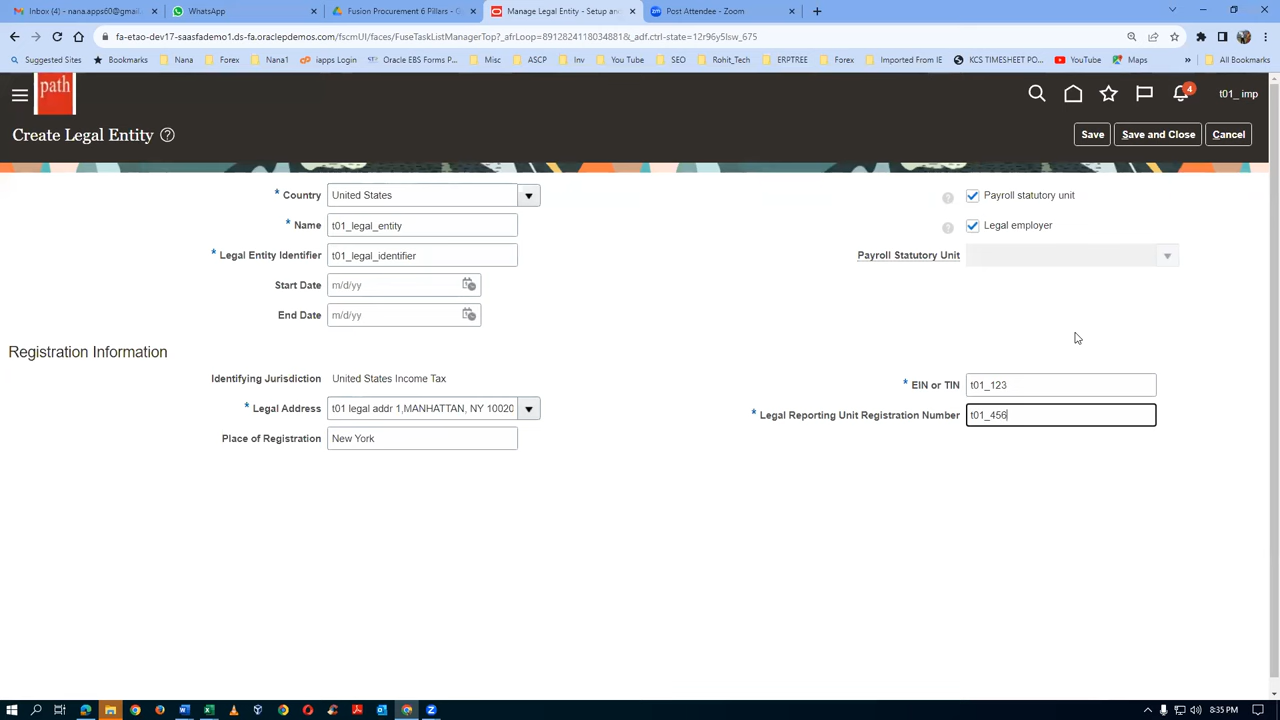 Inbox (4) - nana.apps60@gmail.
WhatsApp
Fusion Procurement 6 Pillars - G
Manage Legal Entity - Setup and
Post Attendee - Zoom
fa-etao-dev17-saasfademo1.ds-fa.oraclepdemos.com/fscmUI/faces/FuseTaskListManagerTop?_afrLoop=8912824118034881&_adf.ctrl-state=12r96y5lsw_675
Suggested Sites
Bookmarks
Nana
Forex
Nana1
iapps Login
Oracle EBS Forms P...
Misc
ASCP
Inv
You Tube
SEO
Rohit_Tech
ERPTREE
Forex
Imported From IE
KCS TIMESHEET PO...
YouTube
Maps
»
All Bookmarks
path
4
t01_ imp
Create Legal Entity
Save
Save and Close
Cancel
* Country United States
Payroll statutory unit
* Name t01_legal_entity
Legal employer
* Legal Entity Identifier t01_legal_identifier
Payroll Statutory Unit
Start Date m/d/yy
End Date m/d/yy
Registration Information
Identifying Jurisdiction United States Income Tax
* EIN or TIN t01_123
* Legal Address t01 legal addr 1,MANHATTAN, NY 10020
* Legal Reporting Unit Registration Number t01_456
Place of Registration New York
8:35 PM